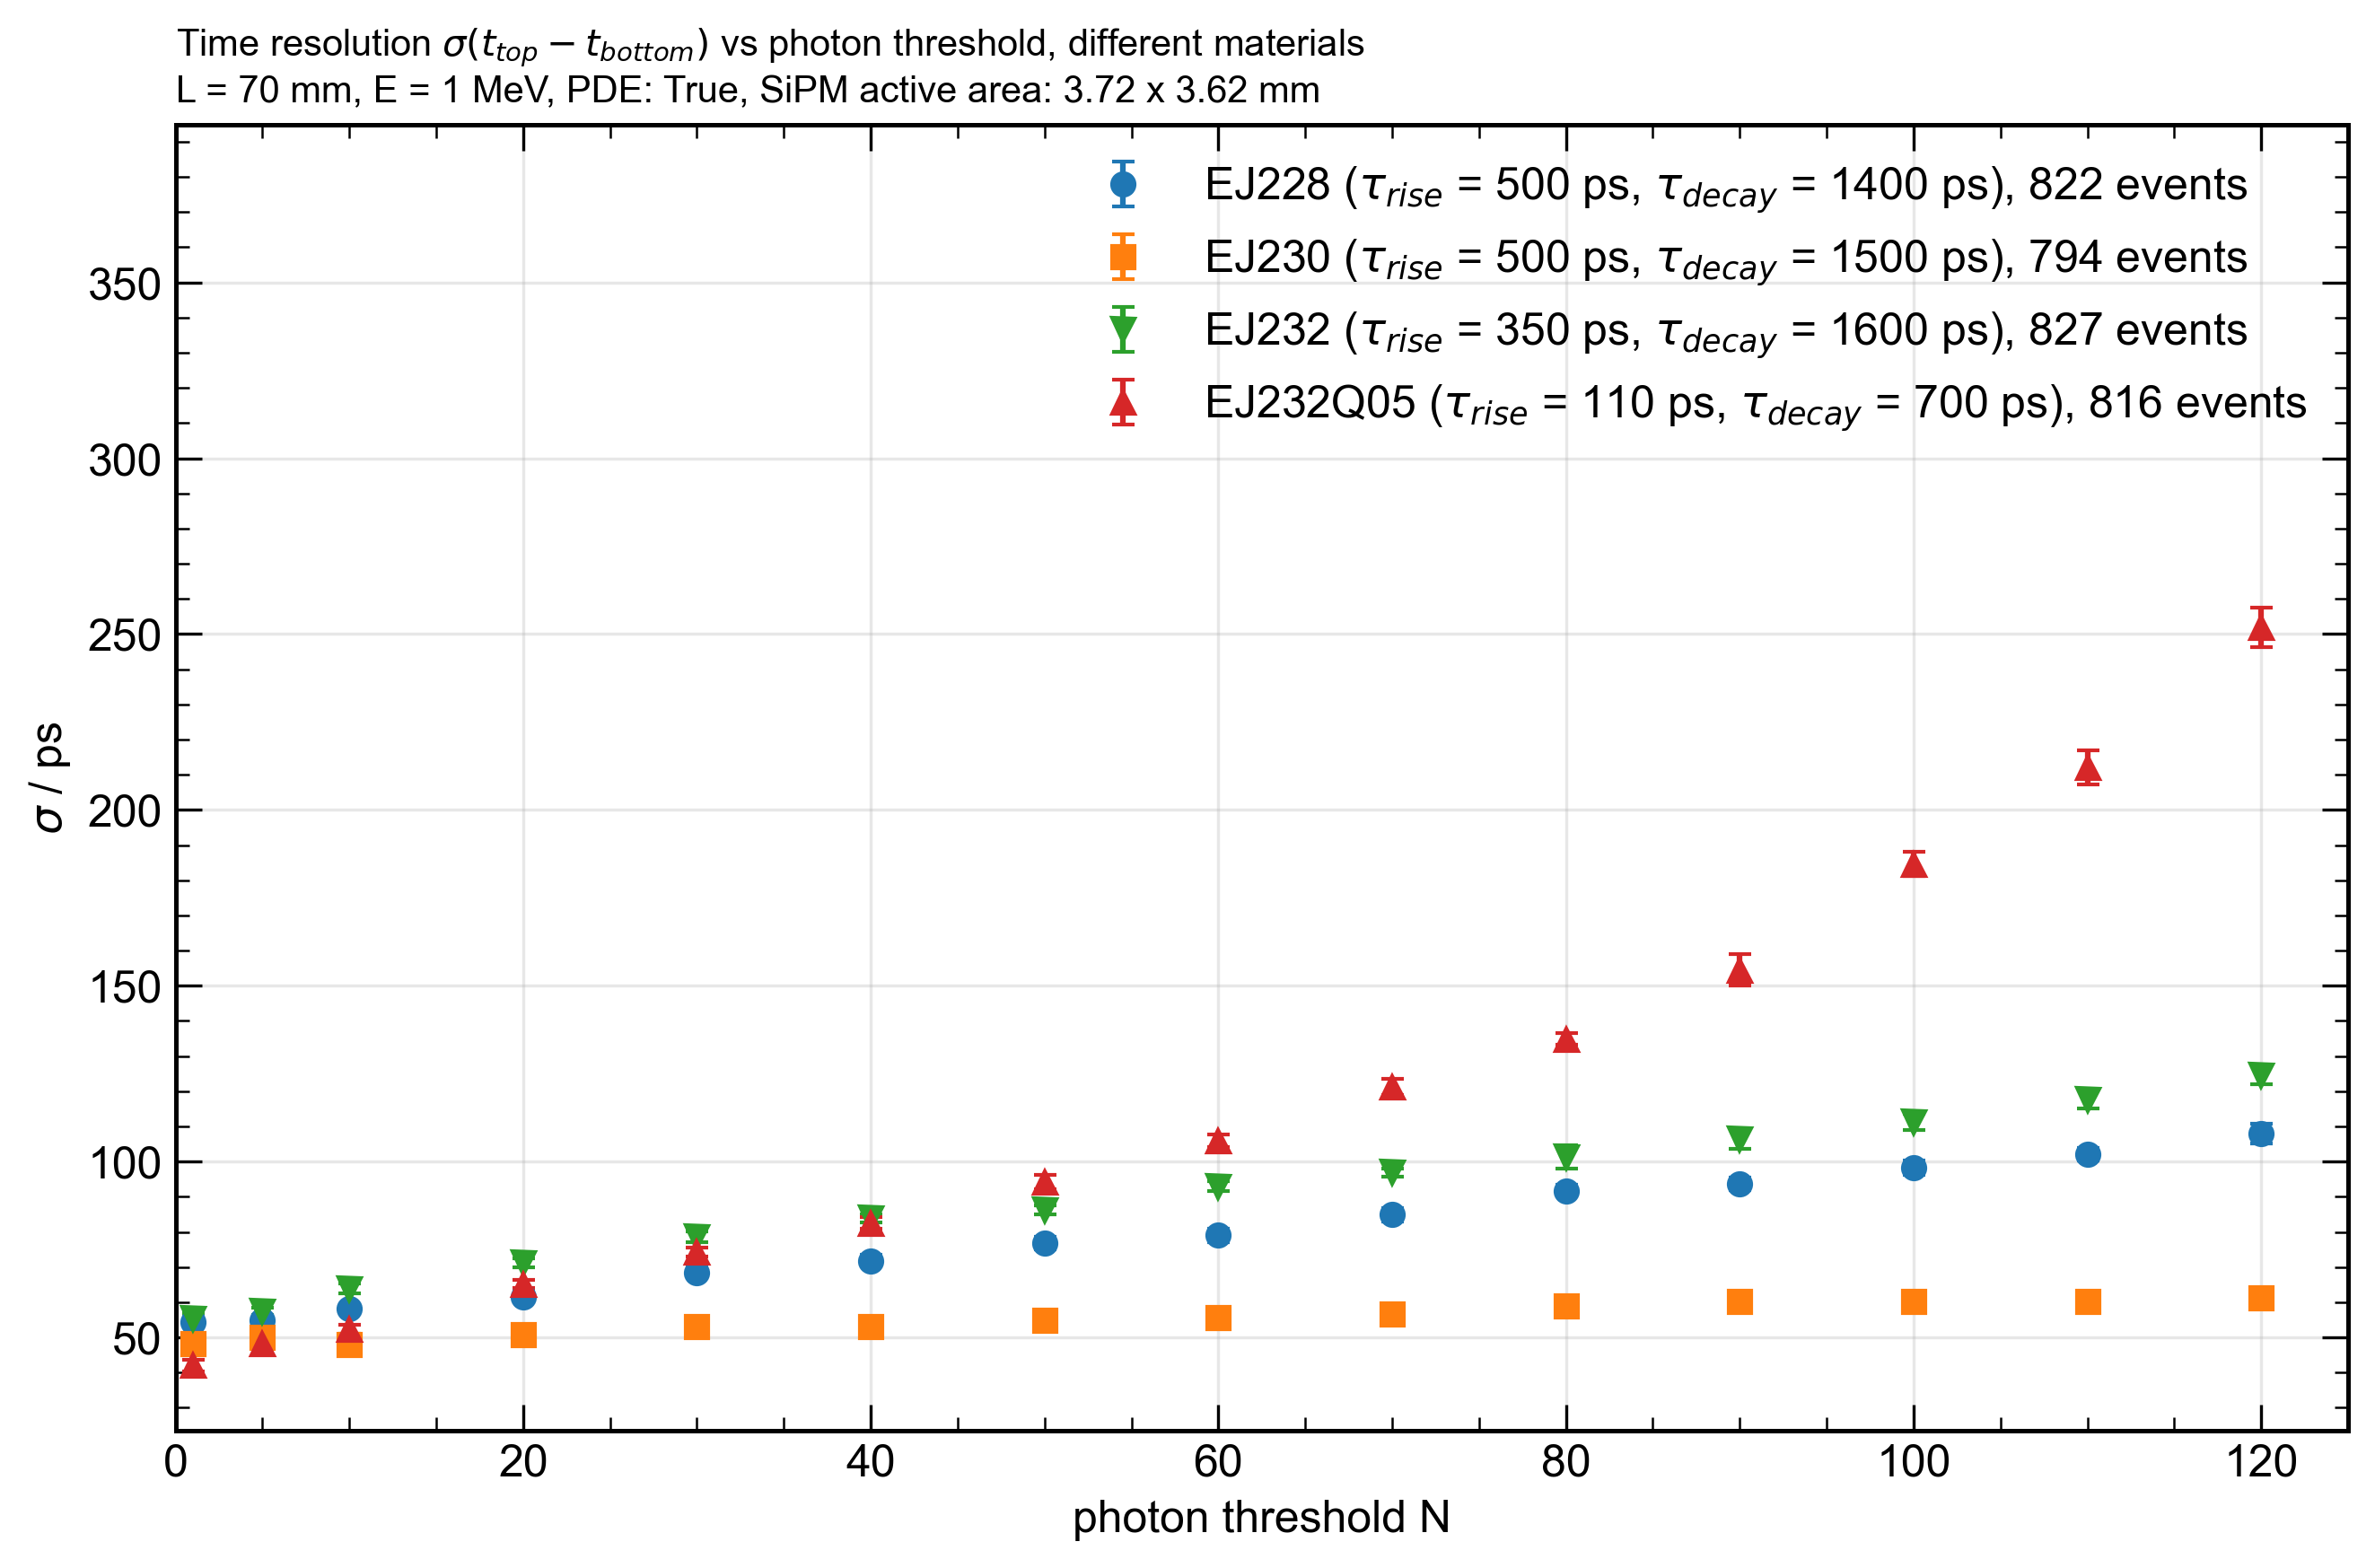 Time resolution σ(t_top − t_bottom) vs photon threshold, different materials
L = 70 mm, E = 1 MeV, PDE: True, SiPM active area: 3.72 x 3.62 mm
EJ228 (τ_rise = 500 ps, τ_decay = 1400 ps), 822 events
EJ230 (τ_rise = 500 ps, τ_decay = 1500 ps), 794 events
EJ232 (τ_rise = 350 ps, τ_decay = 1600 ps), 827 events
EJ232Q05 (τ_rise = 110 ps, τ_decay = 700 ps), 816 events
350
300
250
200
150
100
50
σ / ps
0 20 40 60 80 100 120
photon threshold N